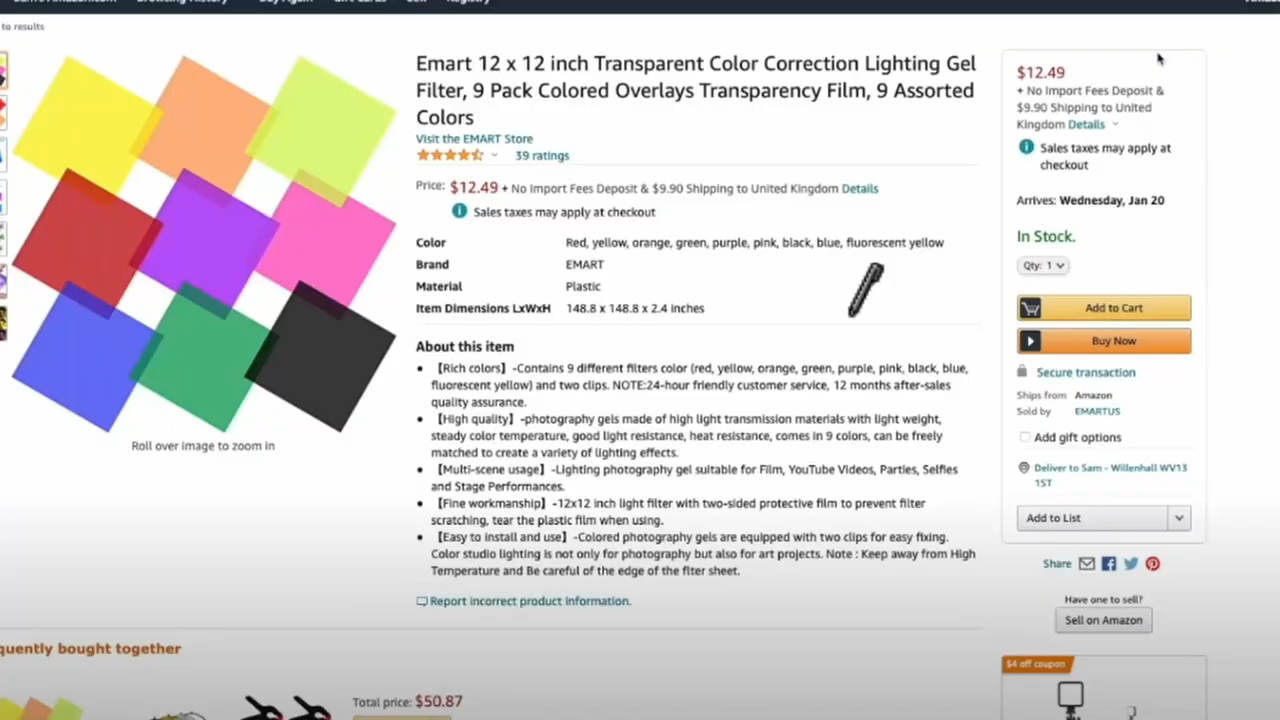 Browsing History
Buy Again
Gift Cards
Sell
Registry
to results
Emart 12 x 12 inch Transparent Color Correction Lighting Gel
Filter, 9 Pack Colored Overlays Transparency Film, 9 Assorted
Colors
Visit the EMART Store
39 ratings
Price: $12.49 + No Import Fees Deposit & $9.90 Shipping to United Kingdom Details
Sales taxes may apply at checkout
Color Red, yellow, orange, green, purple, pink, black, blue, fluorescent yellow
Brand EMART
Material Plastic
Item Dimensions LxWxH 148.8 x 148.8 x 2.4 inches
About this item
【Rich colors】-Contains 9 different filters color (red, yellow, orange, green, purple, pink, black, blue,
fluorescent yellow) and two clips. NOTE:24-hour friendly customer service, 12 months after-sales
quality assurance.
【High quality】-photography gels made of high light transmission materials with light weight,
steady color temperature, good light resistance, heat resistance, comes in 9 colors, can be freely
matched to create a variety of lighting effects.
【Multi-scene usage】-Lighting photography gel suitable for Film, YouTube Videos, Parties, Selfies
and Stage Performances.
【Fine workmanship】-12x12 inch light filter with two-sided protective film to prevent filter
scratching, tear the plastic film when using.
【Easy to install and use】-Colored photography gels are equipped with two clips for easy fixing.
Color studio lighting is not only for photography but also for art projects. Note : Keep away from High
Temperature and Be careful of the edge of the flter sheet.
Report incorrect product information.
Roll over image to zoom in
$12.49
+ No Import Fees Deposit &
$9.90 Shipping to United
Kingdom Details
Sales taxes may apply at
checkout
Arrives: Wednesday, Jan 20
In Stock.
Qty: 1
Add to Cart
Buy Now
Secure transaction
Ships from Amazon
Sold by EMARTUS
Add gift options
Deliver to Sam - Willenhall WV13
1ST
Add to List
Share
Have one to sell?
Sell on Amazon
$4 off coupon
quently bought together
Total price: $50.87